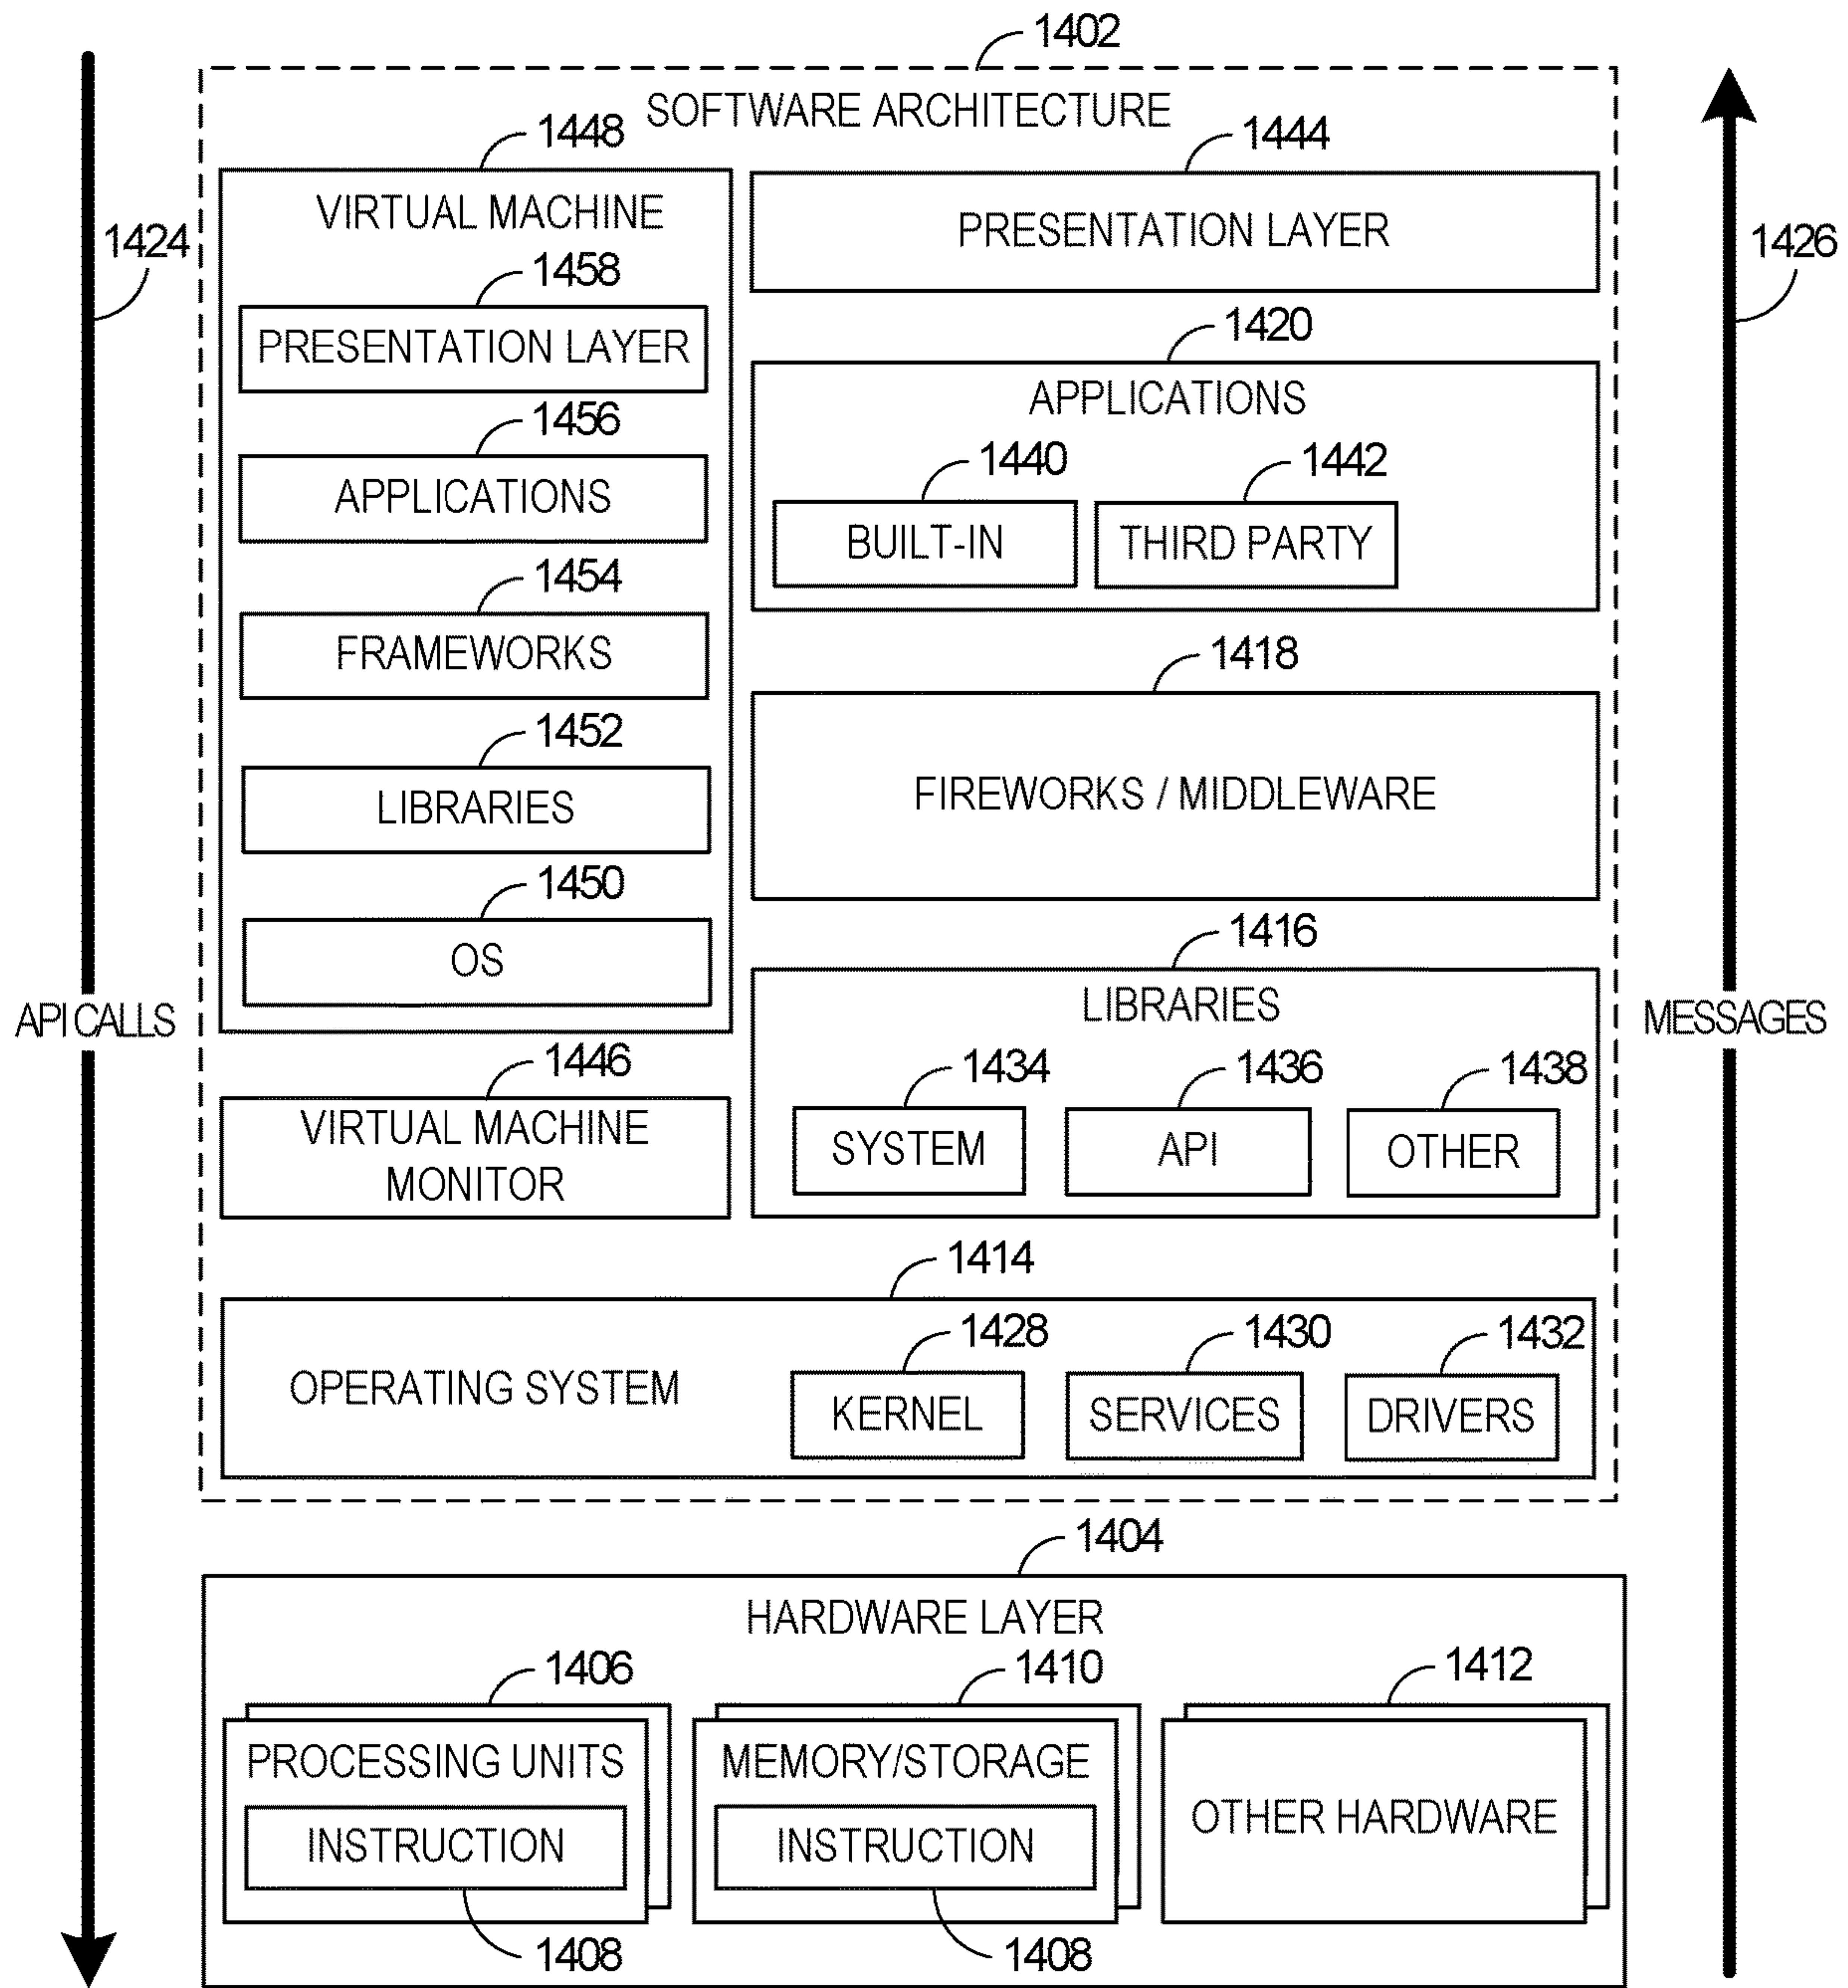 1402
SOFTWARE ARCHITECTURE
1448
VIRTUAL MACHINE
1458
PRESENTATION LAYER
1456
APPLICATIONS
1454
FRAMEWORKS
1452
LIBRARIES
1450
OS
1446
VIRTUAL MACHINE
MONITOR
1444
PRESENTATION LAYER
1420
APPLICATIONS
1440
BUILT-IN
1442
THIRD PARTY
1418
FIREWORKS / MIDDLEWARE
1416
LIBRARIES
1434
SYSTEM
1436
API
1438
OTHER
1414
OPERATING SYSTEM
1428
KERNEL
1430
SERVICES
1432
DRIVERS
1404
HARDWARE LAYER
1406
PROCESSING UNITS
INSTRUCTION
1408
1410
MEMORY/STORAGE
INSTRUCTION
1408
1412
OTHER HARDWARE
1424
API CALLS
1426
MESSAGES